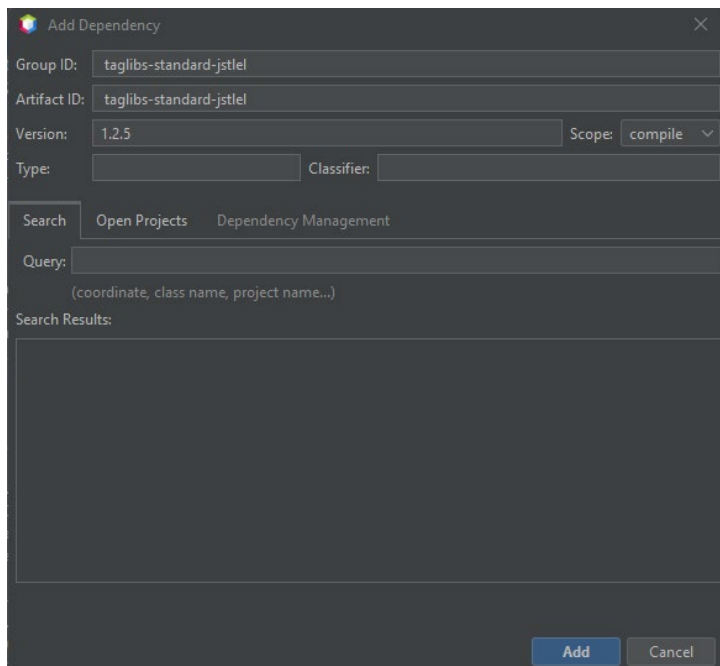 Add Dependency
Group ID: taglibs-standard-jstlel
Artifact ID: taglibs-standard-jstlel
Version: 1.2.5 Scope: compile
Type: Classifier:
Search Open Projects Dependency Management
Query:
(coordinate, class name, project name...)
Search Results:
Add Cancel